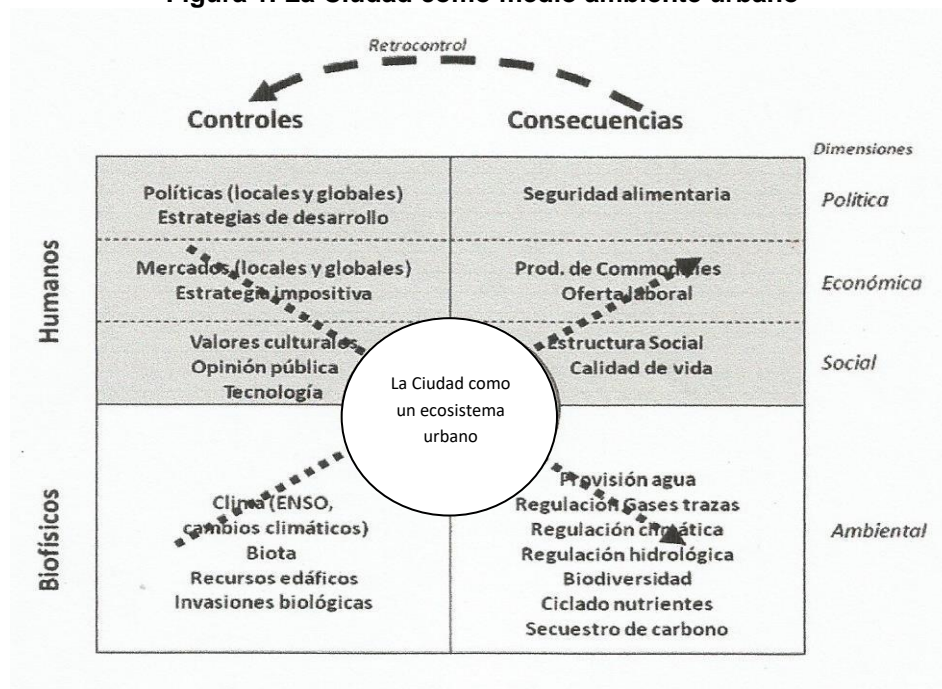 Figura 1. La Ciudad como medio ambiente urbano
Retrocontrol
Controles
Consecuencias
Dimensiones
Humanos
Políticas (locales y globales)
Estrategias de desarrollo
Seguridad alimentaria
Política
Mercados (locales y globales)
Estrategia impositiva
Prod. de Commodities
Oferta laboral
Económica
Valores culturales
Opinión pública
Tecnología
Estructura Social
Calidad de vida
Social
La Ciudad como
un ecosistema
urbano
Biofísicos
Clima (ENSO,
cambios climáticos)
Biota
Recursos edáficos
Invasiones biológicas
Provisión agua
Regulación Gases trazas
Regulación climática
Regulación hidrológica
Biodiversidad
Ciclado nutrientes
Secuestro de carbono
Ambiental